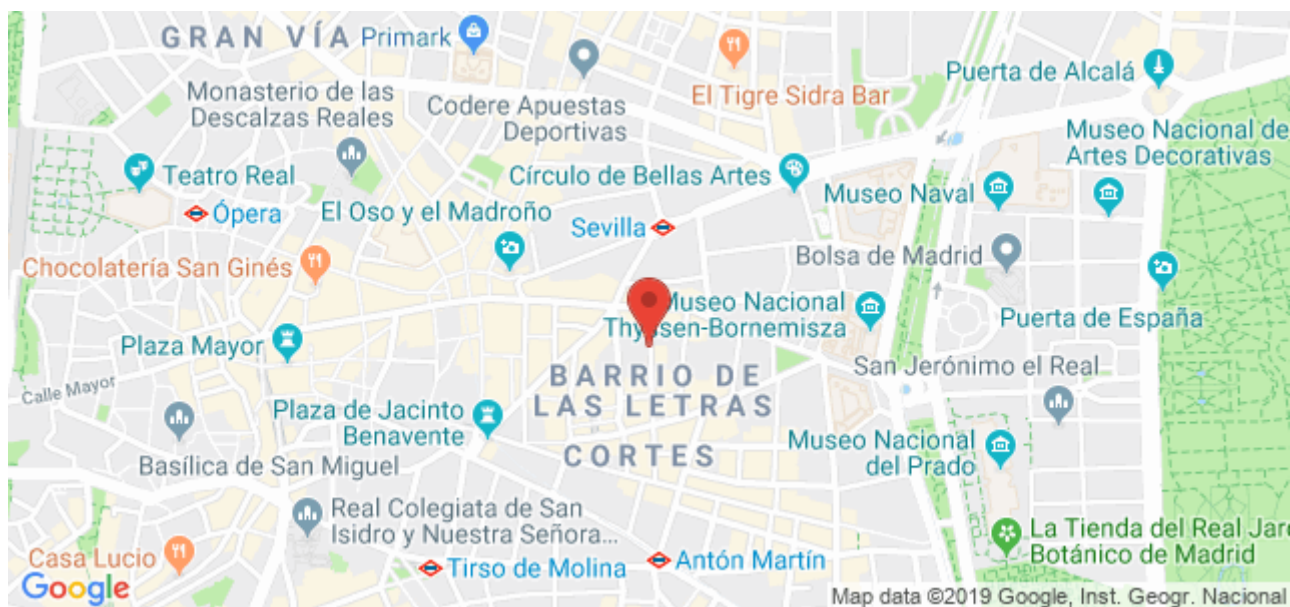 GRAN VÍA
Primark
Monasterio de las
Descalzas Reales
Codere Apuestas
Deportivas
El Tigre Sidra Bar
Puerta de Alcalá
Museo Nacional de
Artes Decorativas
Teatro Real
Círculo de Bellas Artes
Museo Naval
Ópera
El Oso y el Madroño
Sevilla
Bolsa de Madrid
Chocolatería San Ginés
Museo Nacional
Thyssen-Bornemisza
Puerta de España
Plaza Mayor
San Jerónimo el Real
Calle Mayor
BARRIO DE
LAS LETRAS
Plaza de Jacinto
Benavente
CORTES
Museo Nacional
del Prado
Basílica de San Miguel
Real Colegiata de San
Isidro y Nuestra Señora...
La Tienda del Real Jar
Botánico de Madrid
Casa Lucio
Tirso de Molina
Antón Martín
Google
Map data ©2019 Google, Inst. Geogr. Nacional